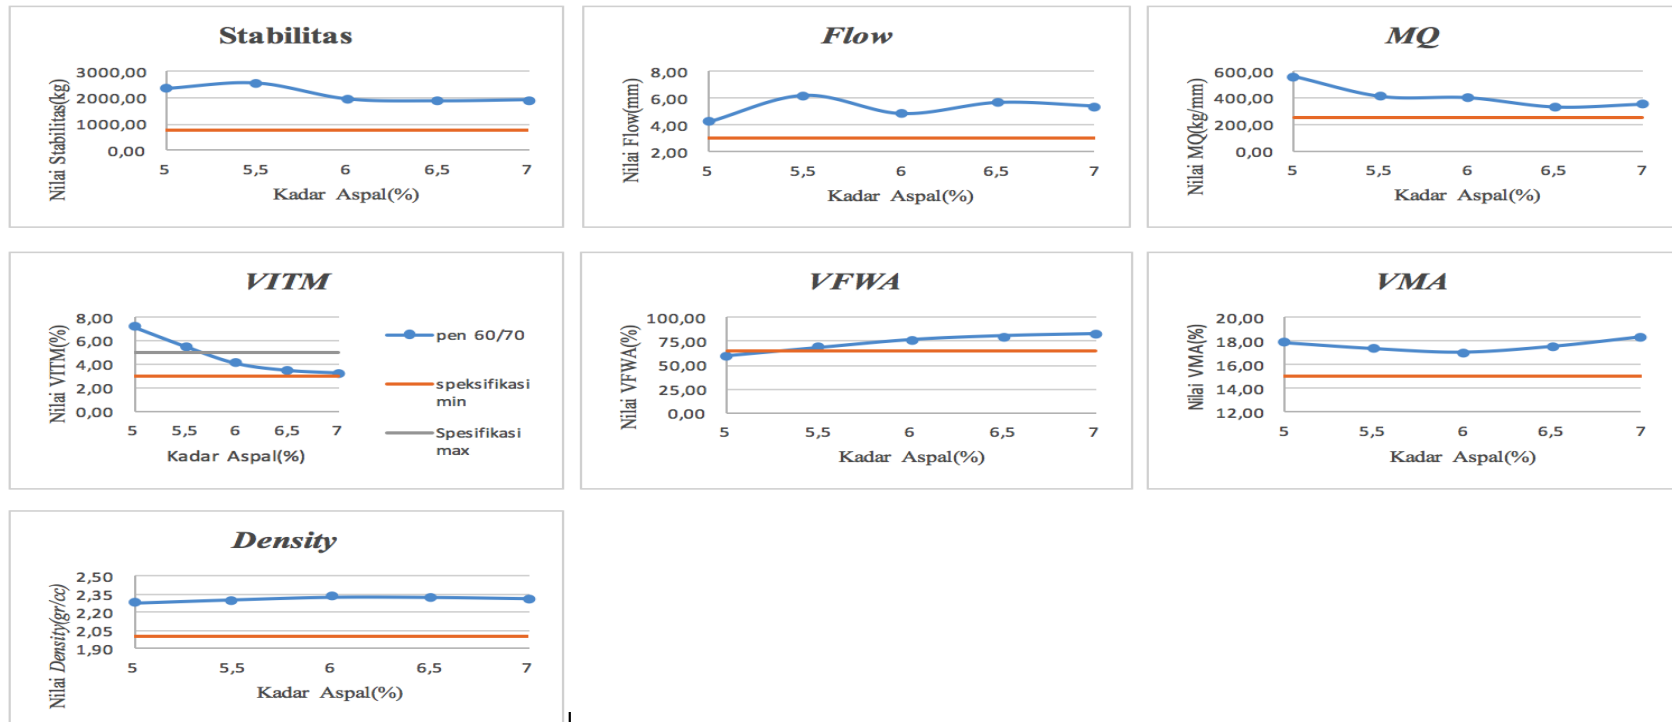 Stabilitas
Nilai Stabilitas(kg)
3000,00
2000,00
1000,00
0,00
5 5,5 6 6,5 7
Kadar Aspal(%)
Flow
Nilai Flow(mm)
8,00
6,00
4,00
2,00
5 5,5 6 6,5 7
Kadar Aspal(%)
MQ
Nilai MQ(kg/mm)
600,00
400,00
200,00
0,00
5 5,5 6 6,5 7
Kadar Aspal(%)
VITM
Nilai VITM(%)
8,00
6,00
4,00
2,00
0,00
5 5,5 6 6,5 7
Kadar Aspal(%)
pen 60/70
speksifikasi
min
Spesifikasi
max
VFWA
Nilai VFWA(%)
100,00
75,00
50,00
25,00
0,00
5 5,5 6 6,5 7
Kadar Aspal(%)
VMA
Nilai VMA(%)
20,00
18,00
16,00
14,00
12,00
5 5,5 6 6,5 7
Kadar Aspal(%)
Density
Nilai Density(gr/cc)
2,50
2,35
2,20
2,05
1,90
5 5,5 6 6,5 7
Kadar Aspal(%)